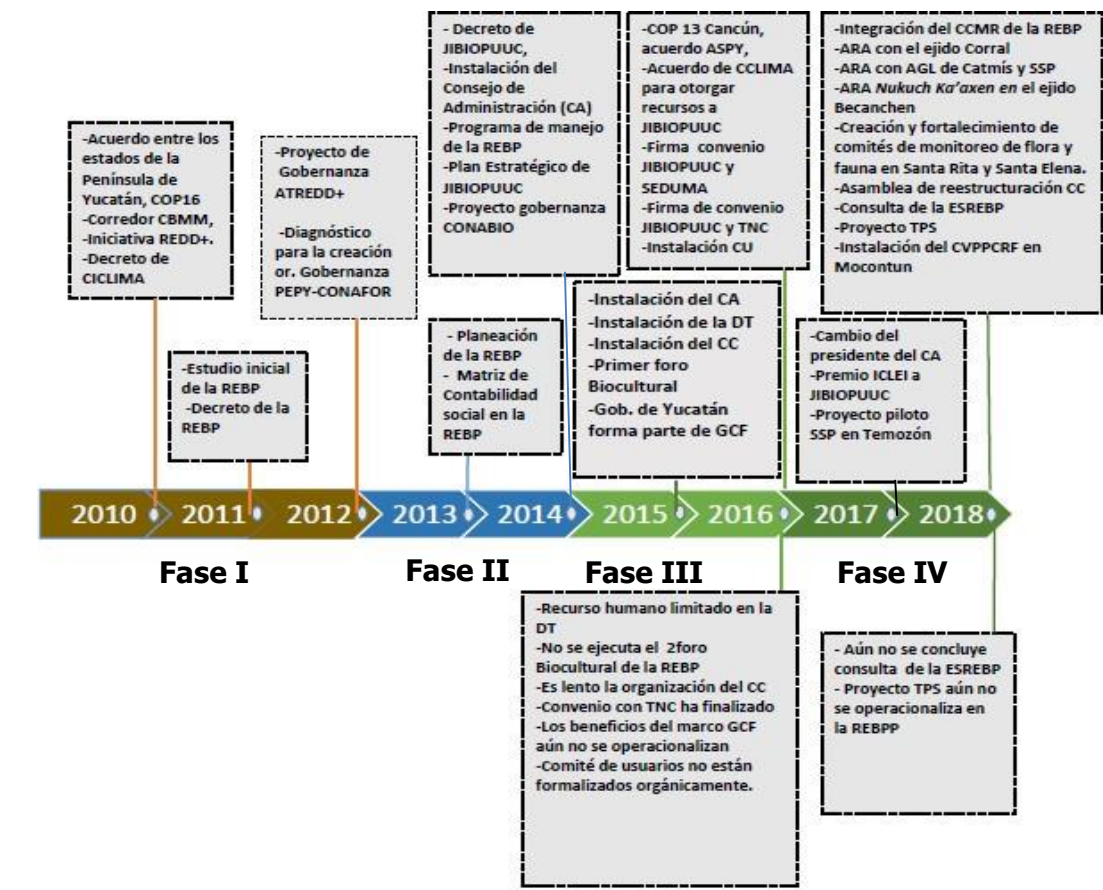 -Acuerdo entre los
estados de la
Península de
Yucatán, COP16
-Corredor CBMM,
-Iniciativa REDD+.
-Decreto de
CICLIMA
-Estudio inicial
de la REBP
-Decreto de la
REBP
-Proyecto de
Gobernanza
ATREDD+
-Diagnóstico
para la creación
or. Gobernanza
PEPY-CONAFOR
- Decreto de
JIBIOPUUC,
-Instalación del
Consejo de
Administración (CA)
-Programa de manejo
de la REBP
-Plan Estratégico de
JIBIOPUUC
-Proyecto gobernanza
CONABIO
- Planeación
de la REBP
- Matriz de
Contabilidad
social en la
REBP
-COP 13 Cancún,
acuerdo ASPY,
-Acuerdo de CCLIMA
para otorgar
recursos a
JIBIOPUUC
-Firma convenio
JIBIOPUUC y
SEDUMA
-Firma de convenio
JIBIOPUUC y TNC
-Instalación CU
-Instalación del CA
-Instalación de la DT
-Instalación del CC
-Primer foro
Biocultural
-Gob. de Yucatán
forma parte de GCF
-Integración del CCMR de la REBP
-ARA con el ejido Corral
-ARA con AGL de Catmís y SSP
-ARA Nukuch Ka’axen en el ejido
Becanchen
-Creación y fortalecimiento de
comités de monitoreo de flora y
fauna en Santa Rita y Santa Elena.
-Asamblea de reestructuración CC
-Consulta de la ESREBP
-Proyecto TPS
-Instalación del CVPPCRF en
Mocontun
-Cambio del
presidente del CA
-Premio ICLEI a
JIBIOPUUC
-Proyecto piloto
SSP en Temozón
2010 2011 2012 2013 2014 2015 2016 2017 2018
Fase I Fase II Fase III Fase IV
-Recurso humano limitado en la
DT
-No se ejecuta el 2foro
Biocultural de la REBP
-Es lento la organización del CC
-Convenio con TNC ha finalizado
-Los beneficios del marco GCF
aún no se operacionalizan
-Comité de usuarios no están
formalizados orgánicamente.
- Aún no se concluye
consulta de la ESREBP
- Proyecto TPS aún no
se operacionaliza en
la REBPP